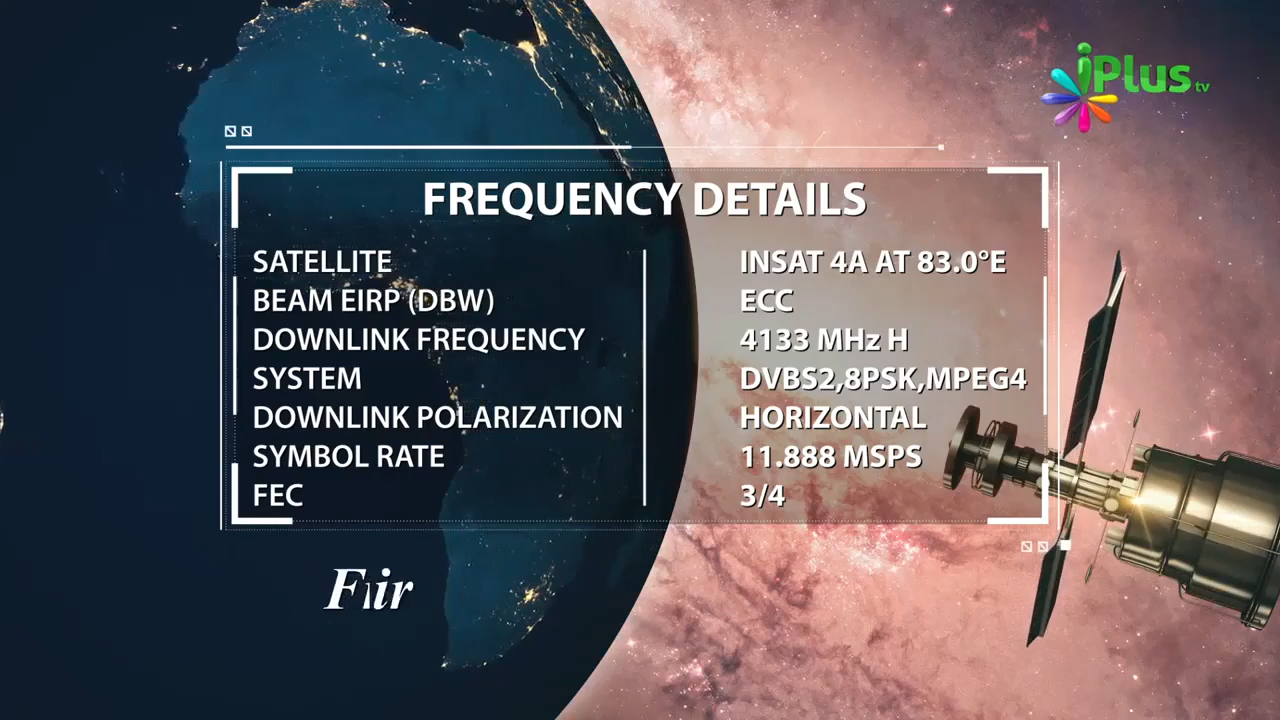 iPlus tv
FREQUENCY DETAILS
SATELLITE INSAT 4A AT 83.0°E
BEAM EIRP (DBW) ECC
DOWNLINK FREQUENCY 4133 MHz H
SYSTEM DVBS2,8PSK,MPEG4
DOWNLINK POLARIZATION HORIZONTAL
SYMBOL RATE 11.888 MSPS
FEC 3/4